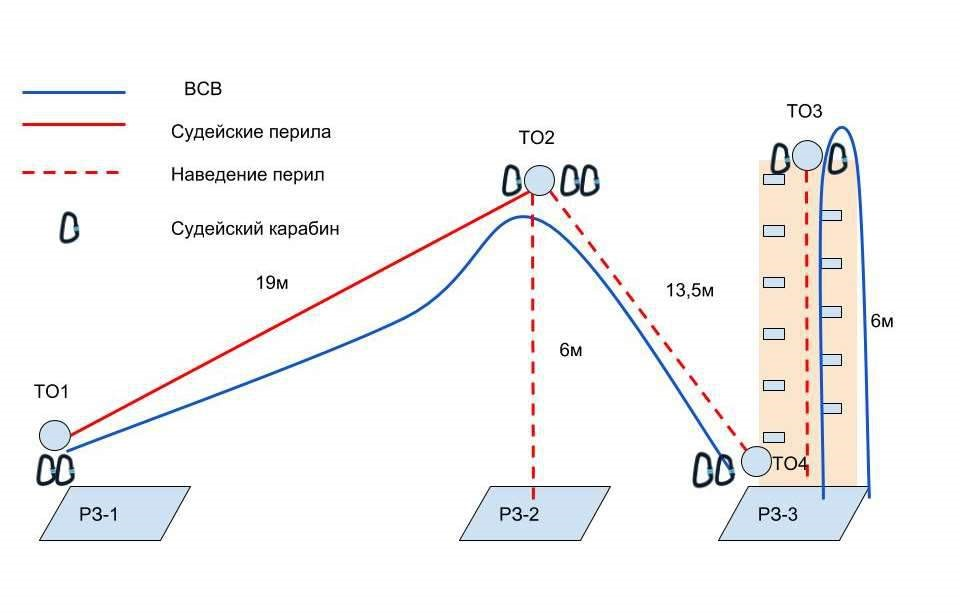 ВСВ
Судейские перила
Наведение перил
Судейский карабин
ТО1
ТО2
ТО3
ТО4
19м
13,5м
6м
6м
РЗ-1
РЗ-2
РЗ-3